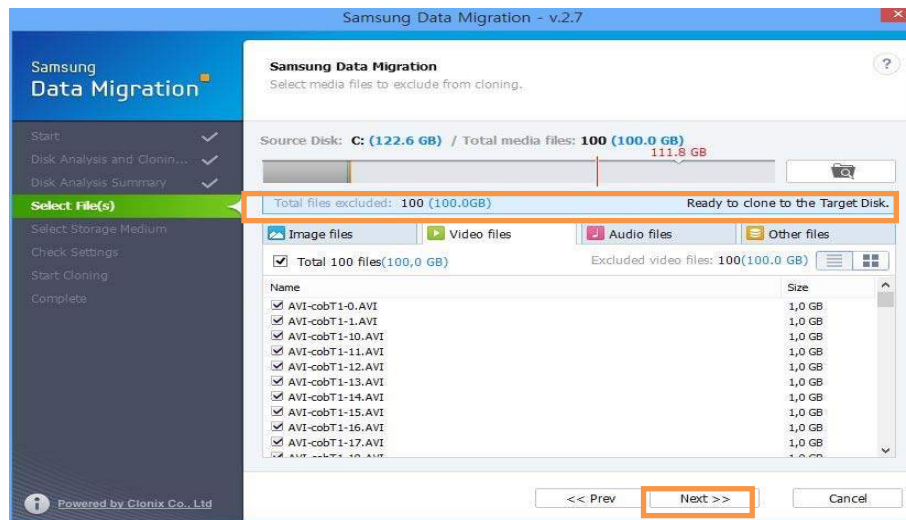 Samsung Data Migration - v.2.7
Samsung
Data Migration
Samsung Data Migration
Select media files to exclude from cloning.
?
Start
Disk Analysis and Clonin...
Disk Analysis Summary
Select File(s)
Select Storage Medium
Check Settings
Start Cloning
Complete
Source Disk: C: (122.6 GB) / Total media files: 100 (100.0 GB)
111.8 GB
Total files excluded: 100 (100.0GB) Ready to clone to the Target Disk.
Image files Video files Audio files Other files
Total 100 files(100,0 GB) Excluded video files: 100(100.0 GB)
Name Size
AVI-cobT1-0.AVI 1,0 GB
AVI-cobT1-1.AVI 1,0 GB
AVI-cobT1-10.AVI 1,0 GB
AVI-cobT1-11.AVI 1,0 GB
AVI-cobT1-12.AVI 1,0 GB
AVI-cobT1-13.AVI 1,0 GB
AVI-cobT1-14.AVI 1,0 GB
AVI-cobT1-15.AVI 1,0 GB
AVI-cobT1-16.AVI 1,0 GB
AVI-cobT1-17.AVI 1,0 GB
Powered by Clonix Co., Ltd
<< Prev Next >> Cancel